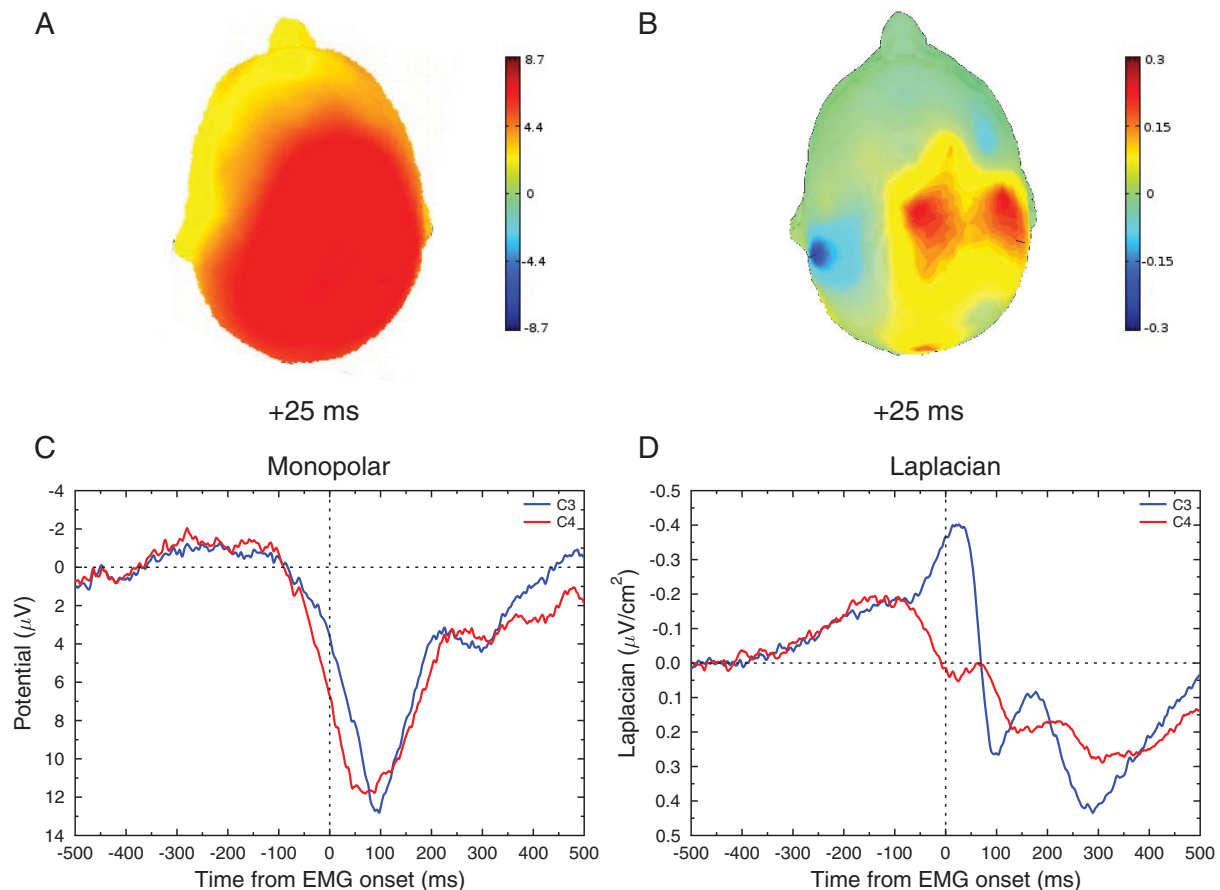 A
8.7
4.4
0
-4.4
-8.7
+25 ms
B
0.3
0.15
0
-0.15
-0.3
+25 ms
C
Monopolar
C3
C4
-4
-2
0
2
4
6
8
10
12
14
Potential (μV)
-500 -400 -300 -200 -100 0 100 200 300 400 500
Time from EMG onset (ms)
D
Laplacian
C3
C4
-0.5
-0.4
-0.3
-0.2
-0.1
0.0
0.1
0.2
0.3
0.4
0.5
Laplacian (μV/cm²)
-500 -400 -300 -200 -100 0 100 200 300 400 500
Time from EMG onset (ms)